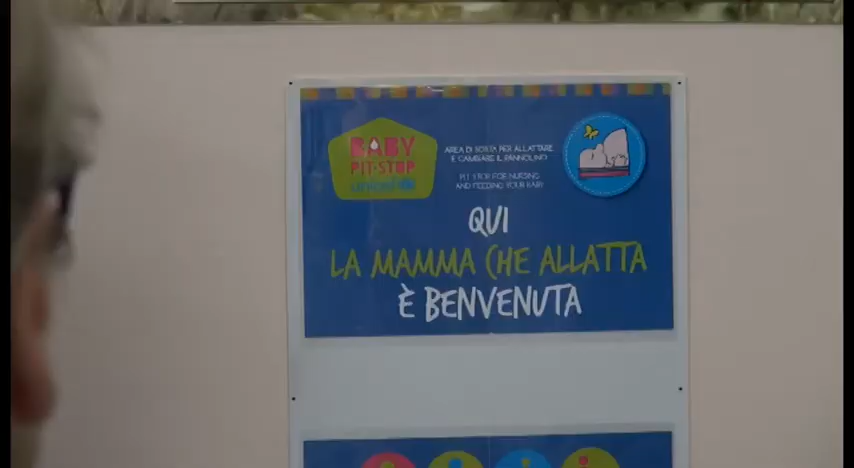 BABY
PIT-STOP
unicef
AREA DI SOSTA PER ALLATTARE
E CAMBIARE IL PANNOLINO
PIT STOP FOR NURSING
AND FEEDING YOUR BABY
QUI
LA MAMMA CHE ALLATTA
È BENVENUTA